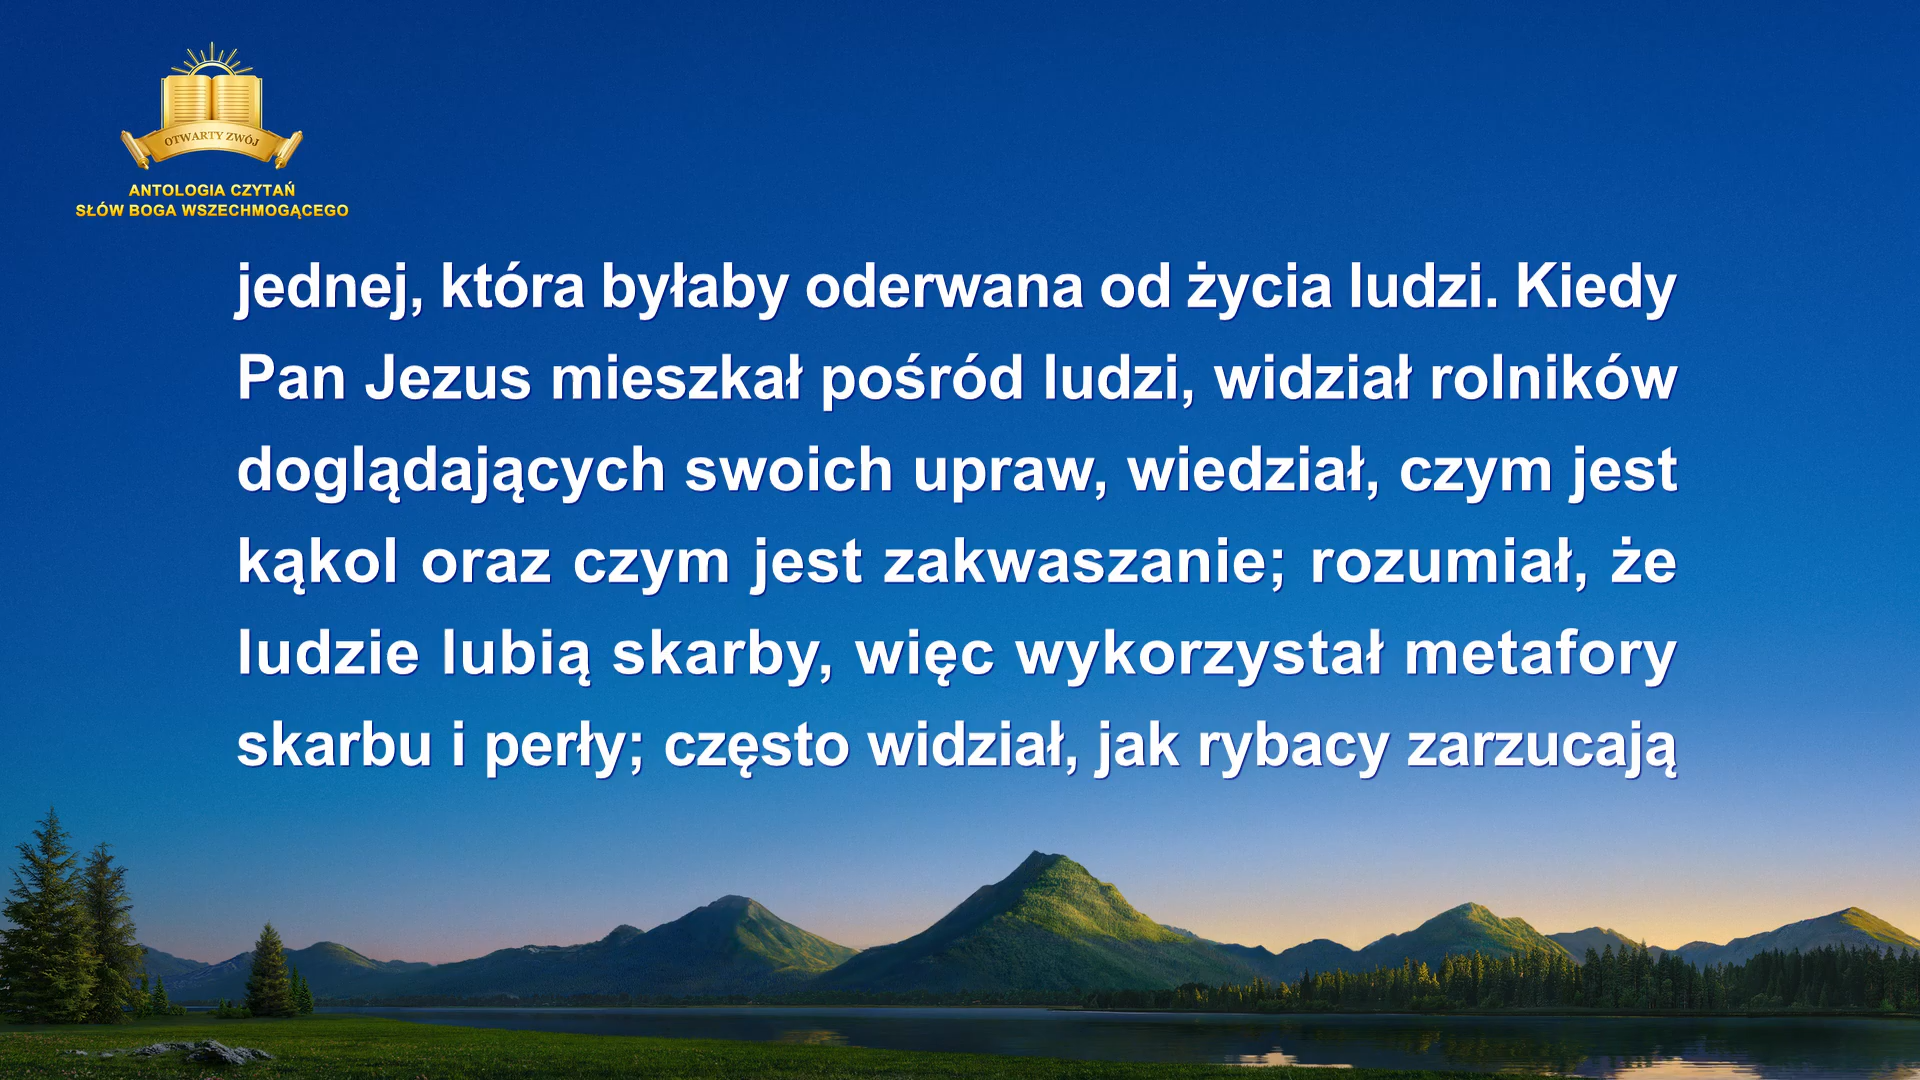 OTWARTY ZWÓJ
ANTOLOGIA CZYTAŃ
SŁÓW BOGA WSZECHMOGĄCEGO
jednej, która byłaby oderwana od życia ludzi. Kiedy
Pan Jezus mieszkał pośród ludzi, widział rolników
doglądających swoich upraw, wiedział, czym jest
kąkol oraz czym jest zakwaszanie; rozumiał, że
ludzie lubią skarby, więc wykorzystał metafory
skarbu i perły; często widział, jak rybacy zarzucają